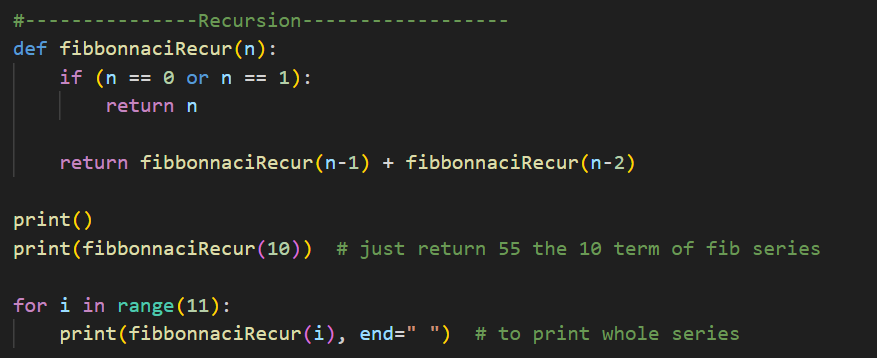 #---------------Recursion------------------
def fibbonnaciRecur(n):
    if (n == 0 or n == 1):
        return n
    return fibbonnaciRecur(n-1) + fibbonnaciRecur(n-2)
print()
print(fibbonnaciRecur(10))  # just return 55 the 10 term of fib series
for i in range(11):
    print(fibbonnaciRecur(i), end=" ")  # to print whole series